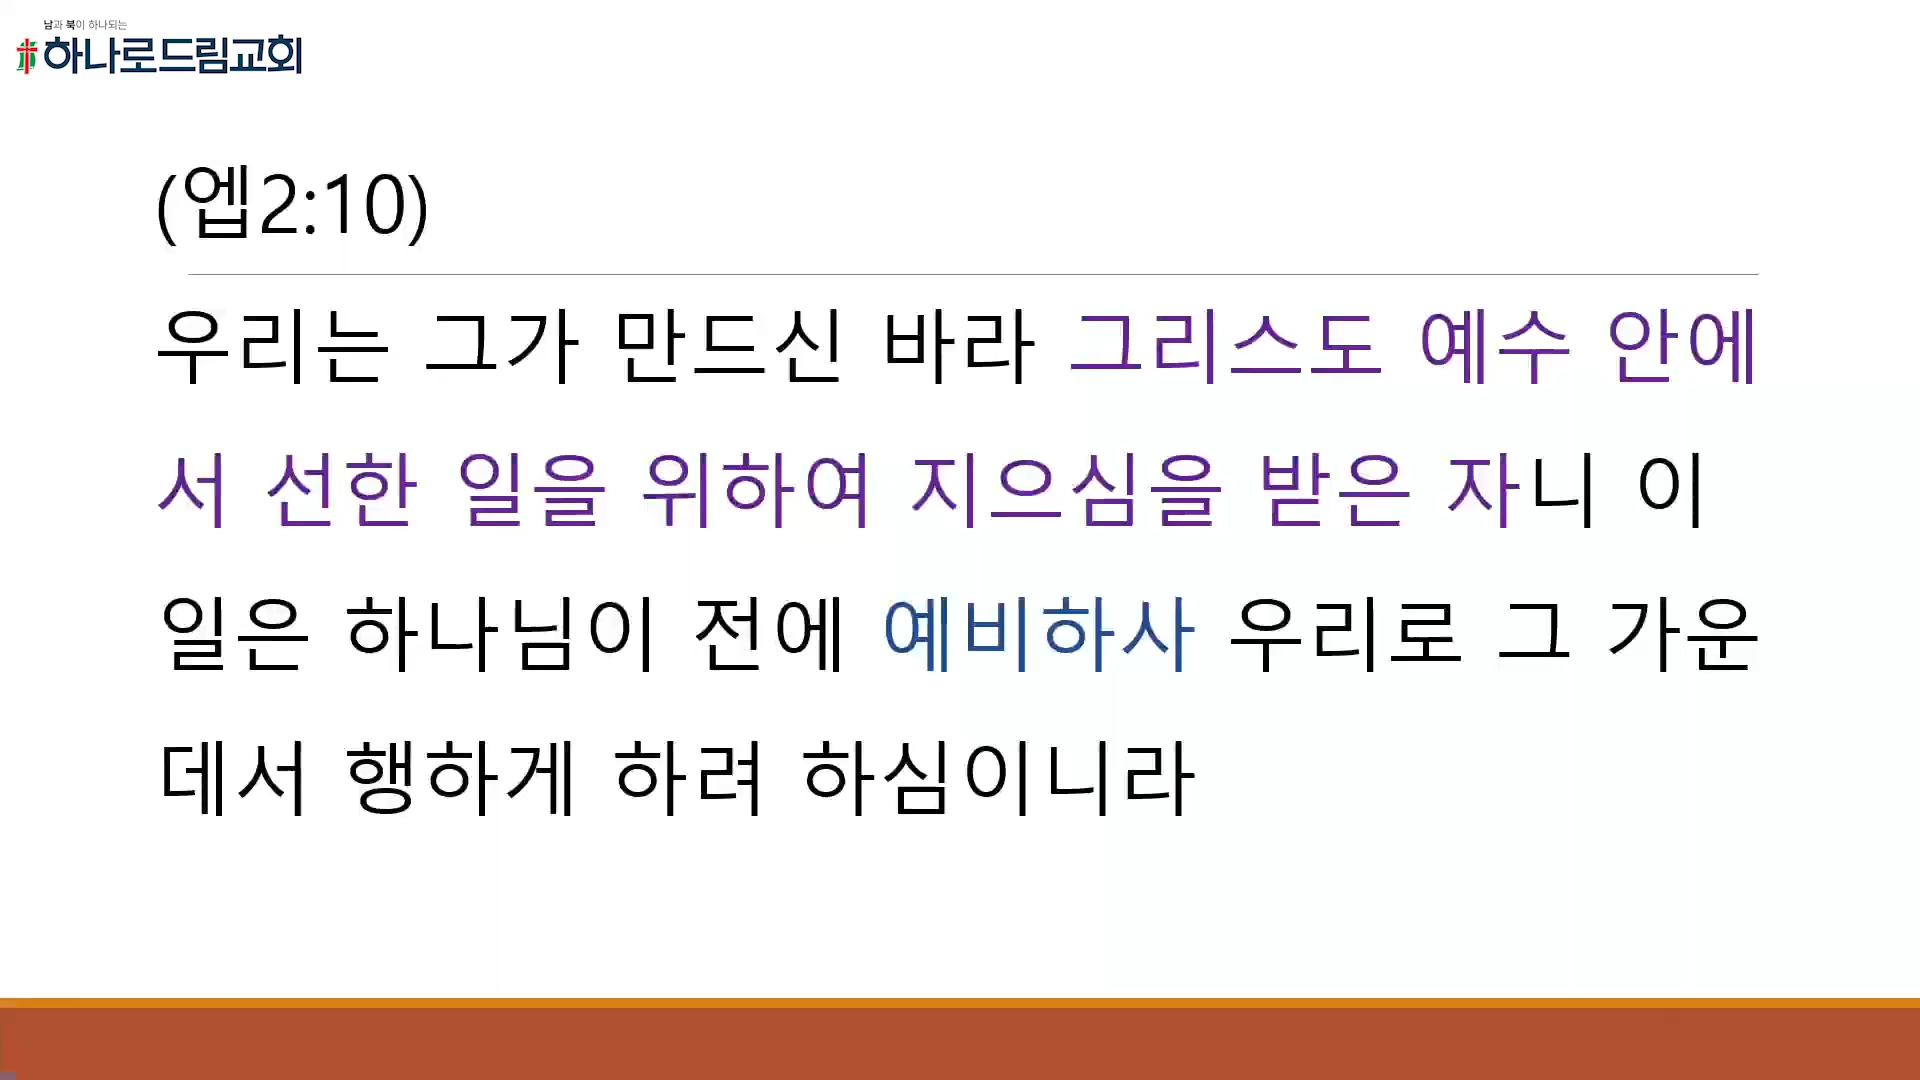 남과 북이 하나되는
하나로드림교회
(엡2:10)
우리는 그가 만드신 바라 그리스도 예수 안에
서 선한 일을 위하여 지으심을 받은 자니 이
일은 하나님이 전에 예비하사 우리로 그 가운
데서 행하게 하려 하심이니라